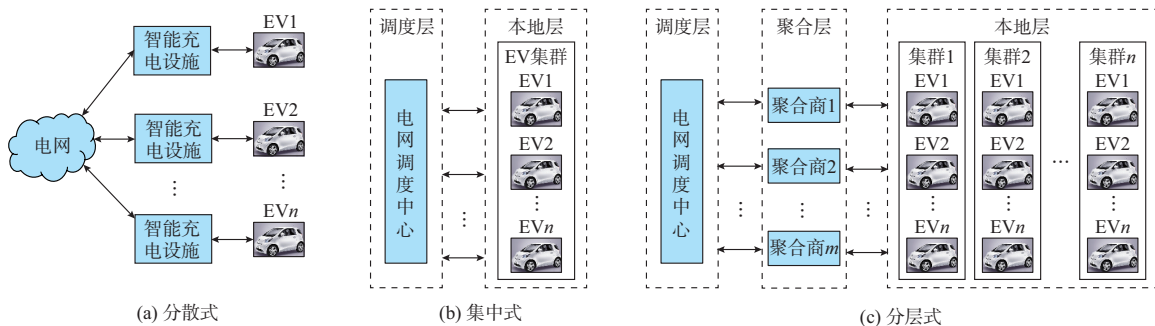 电网
智能充
电设施
EV1
智能充
电设施
EV2
⋮
⋮
智能充
电设施
EVn
(a) 分散式
调度层
本地层
电网调度中心
EV集群
EV1
EV2
⋮
⋮
EVn
(b) 集中式
调度层
聚合层
本地层
电网调度中心
聚合商1
聚合商2
⋮
⋮
⋮
聚合商m
集群1
EV1
EV2
⋮
EVn
集群2
EV1
EV2
⋮
EVn
…
集群n
EV1
EV2
⋮
EVn
(c) 分层式